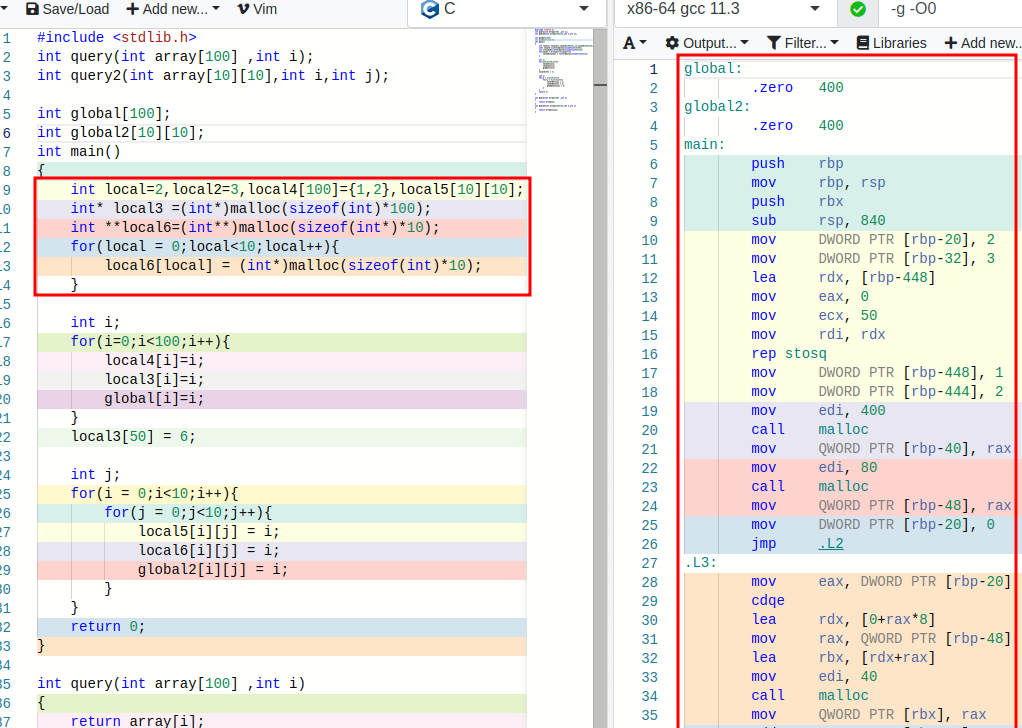 Save/Load + Add new... Vim
C
1 #include <stdlib.h>
2 int query(int array[100] ,int i);
3 int query2(int array[10][10],int i,int j);
4
5 int global[100];
6 int global2[10][10];
7 int main()
8 {
9 int local=2,local2=3,local4[100]={1,2},local5[10][10];
10 int* local3 =(int*)malloc(sizeof(int)*100);
11 int **local6=(int**)malloc(sizeof(int*)*10);
12 for(local = 0;local<10;local++){
13 local6[local] = (int*)malloc(sizeof(int)*10);
14 }
15
16 int i;
17 for(i=0;i<100;i++){
18 local4[i]=i;
19 local3[i]=i;
20 global[i]=i;
21 }
22 local3[50] = 6;
23
24 int j;
25 for(i = 0;i<10;i++){
26 for(j = 0;j<10;j++){
27 local5[i][j] = i;
28 local6[i][j] = i;
29 global2[i][j] = i;
30 }
31 }
32 return 0;
33 }
34
35 int query(int array[100] ,int i)
36 {
37 return array[i];
x86-64 gcc 11.3 -g -O0
A Output... Filter... Libraries + Add new...
1 global:
2 .zero 400
3 global2:
4 .zero 400
5 main:
6 push rbp
7 mov rbp, rsp
8 push rbx
9 sub rsp, 840
10 mov DWORD PTR [rbp-20], 2
11 mov DWORD PTR [rbp-32], 3
12 lea rdx, [rbp-448]
13 mov eax, 0
14 mov ecx, 50
15 mov rdi, rdx
16 rep stosq
17 mov DWORD PTR [rbp-448], 1
18 mov DWORD PTR [rbp-444], 2
19 mov edi, 400
20 call malloc
21 mov QWORD PTR [rbp-40], rax
22 mov edi, 80
23 call malloc
24 mov QWORD PTR [rbp-48], rax
25 mov DWORD PTR [rbp-20], 0
26 jmp .L2
27 .L3:
28 mov eax, DWORD PTR [rbp-20]
29 cdqe
30 lea rdx, [0+rax*8]
31 mov rax, QWORD PTR [rbp-48]
32 lea rbx, [rdx+rax]
33 mov edi, 40
34 call malloc
35 mov QWORD PTR [rbx], rax